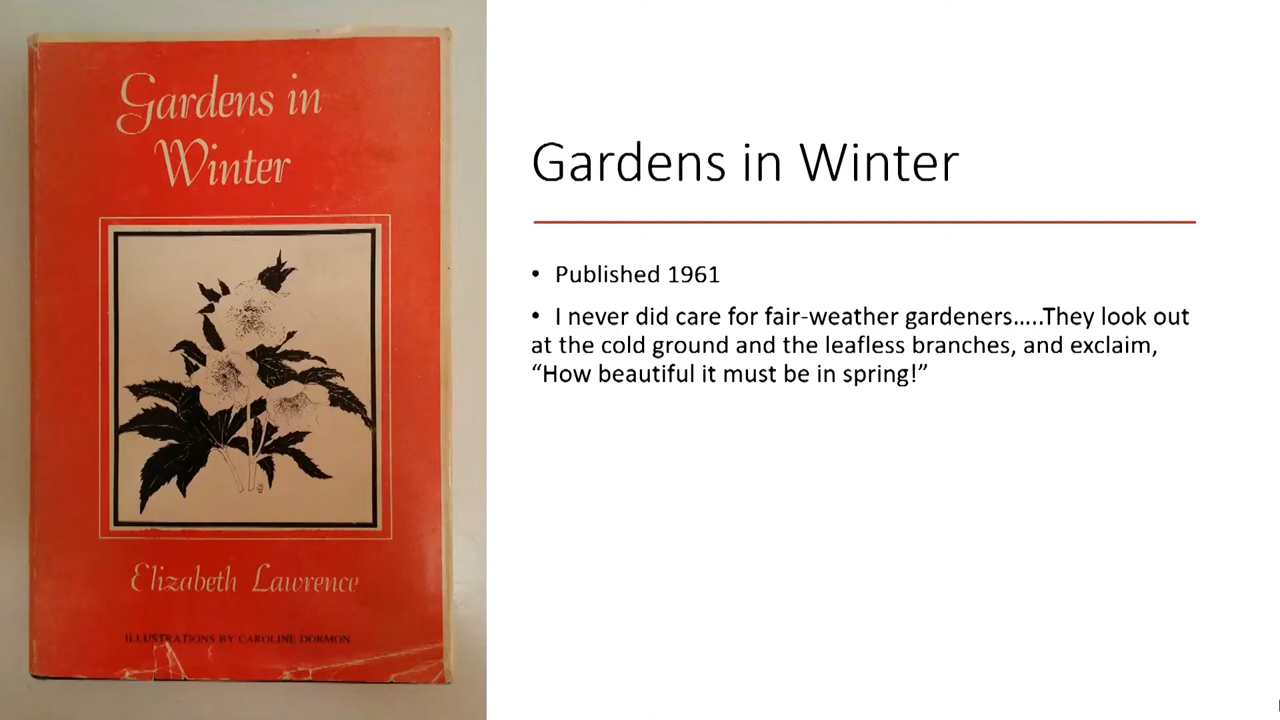 Gardens in
Winter
Elizabeth Lawrence
ILLUSTRATIONS BY CAROLINE DORMON
Gardens in Winter
• Published 1961
• I never did care for fair-weather gardeners.....They look out
at the cold ground and the leafless branches, and exclaim,
“How beautiful it must be in spring!”